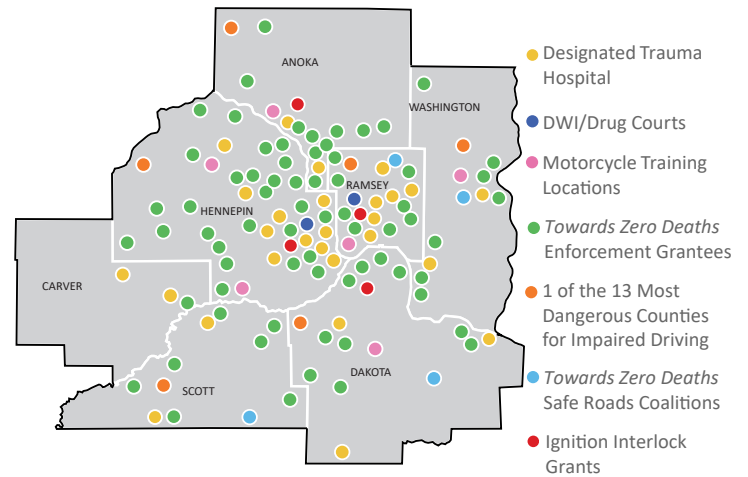 ANOKA
WASHINGTON
RAMSEY
HENNEPIN
CARVER
SCOTT
DAKOTA
Designated Trauma
Hospital
DWI/Drug Courts
Motorcycle Training
Locations
Towards Zero Deaths
Enforcement Grantees
1 of the 13 Most
Dangerous Counties
for Impaired Driving
Towards Zero Deaths
Safe Roads Coalitions
Ignition Interlock
Grants